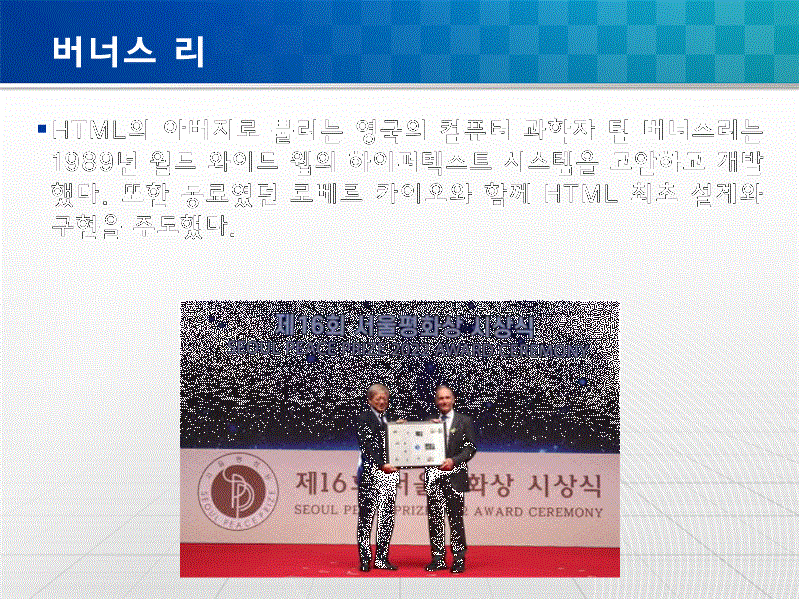 버너스 리
HTML의 아버지로 불리는 영국의 컴퓨터 과학자 팀 버너스리는
1989년 월드 와이드 웹의 하이퍼텍스트 시스템을 고안하고 개발
했다. 또한 동료였던 로베르 카이오와 함께 HTML 최초 설계와
구현을 주도했다.
제16회 서울평화상 시상식
제16회 서울평화상 시상식
SEOUL PEACE PRIZE AWARD CEREMONY
SEOUL PEACE PRIZE